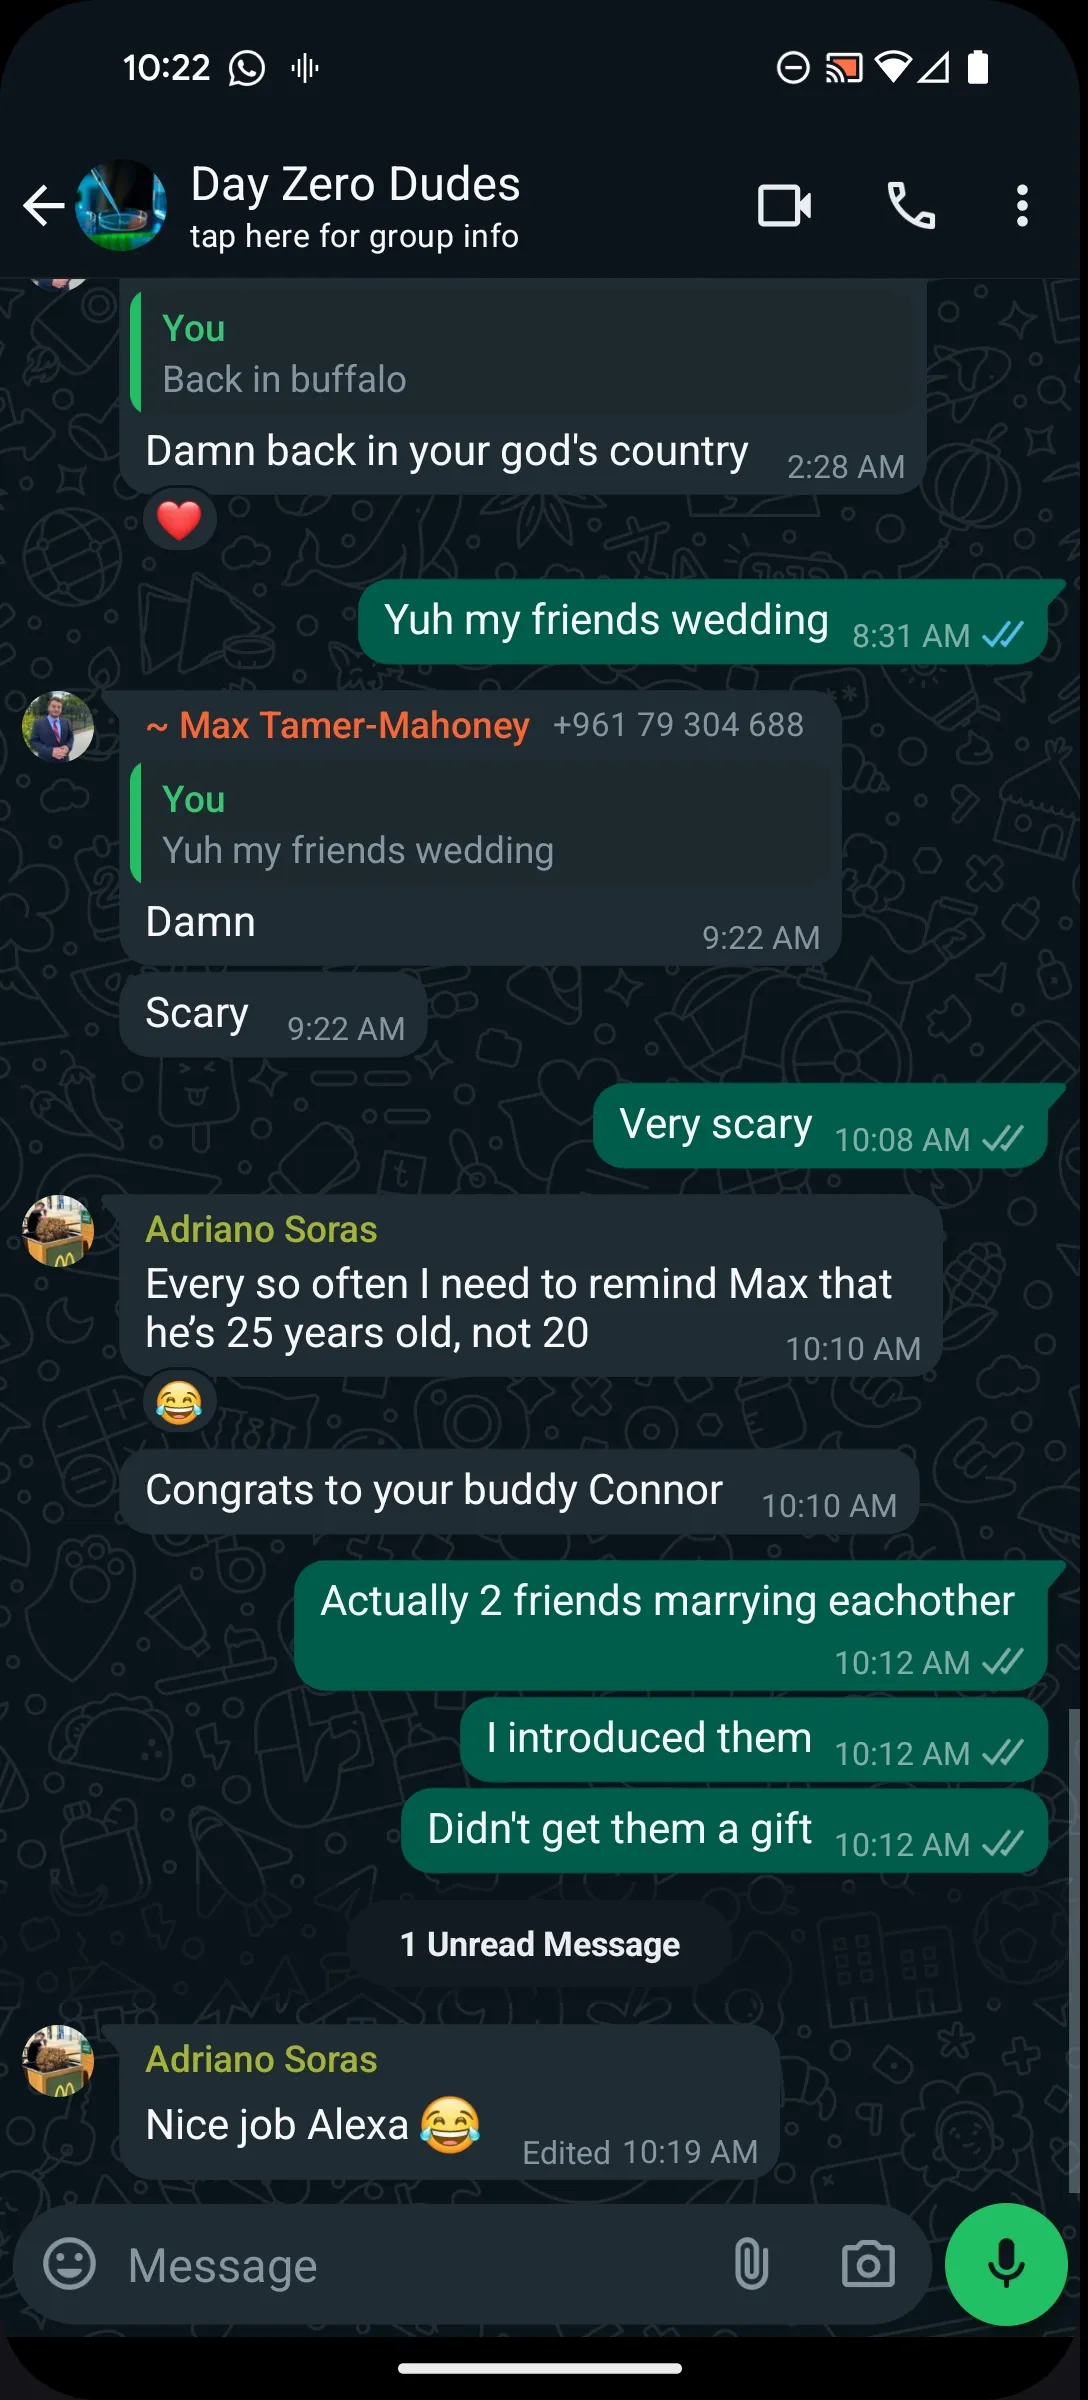 10:22
Day Zero Dudes
tap here for group info
You
Back in buffalo
Damn back in your god's country 2:28 AM
Yuh my friends wedding 8:31 AM
~ Max Tamer-Mahoney +961 79 304 688
You
Yuh my friends wedding
Damn
9:22 AM
Scary 9:22 AM
Very scary 10:08 AM
Adriano Soras
Every so often I need to remind Max that
he’s 25 years old, not 20 10:10 AM
😂
Congrats to your buddy Connor 10:10 AM
Actually 2 friends marrying eachother
10:12 AM
I introduced them 10:12 AM
Didn't get them a gift 10:12 AM
1 Unread Message
Adriano Soras
Nice job Alexa 😂 Edited 10:19 AM
Message